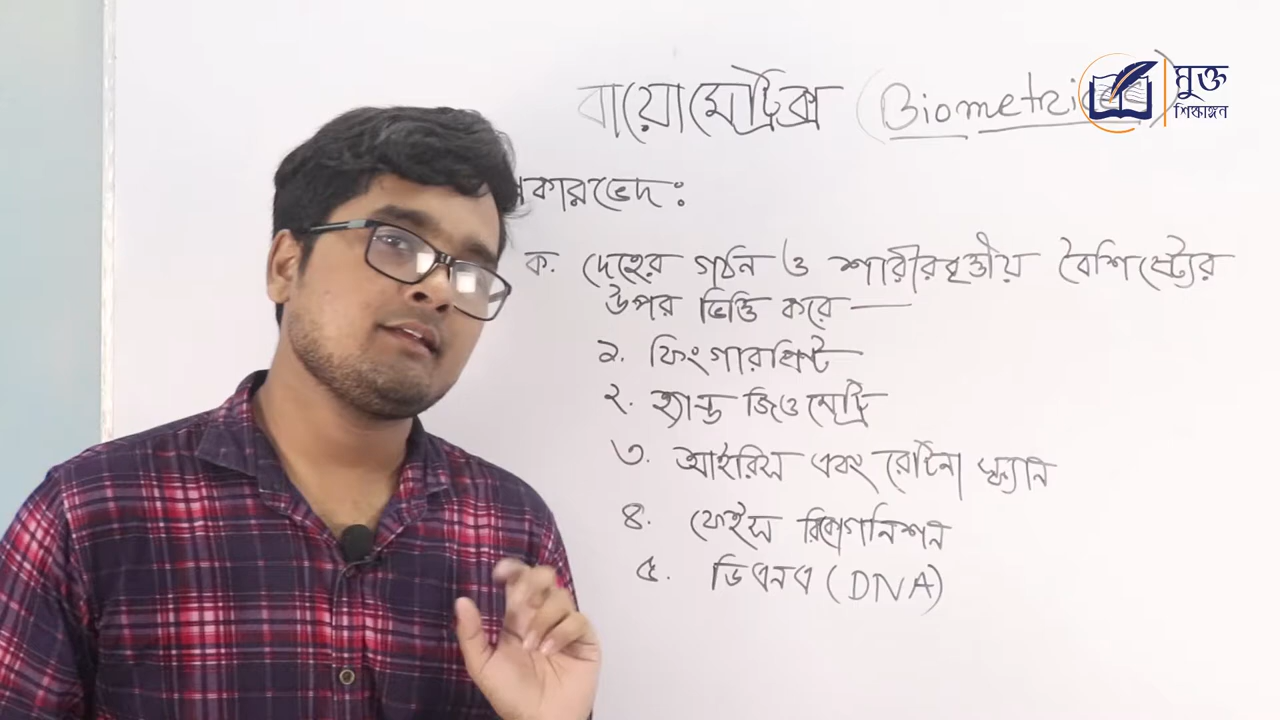 বায়োমেট্রিক্স (Biometrics)
মুক্ত
শিক্ষাঙ্গন
প্রকারভেদঃ
ক. দেহের গঠন ও শারীরবৃত্তীয় বৈশিষ্ট্যের
উপর ভিত্তি করে —
১. ফিংগারপ্রিন্ট
২. হ্যান্ড জিওমেট্রি
৩. আইরিস এবং রেটিনা স্ক্যান
৪. ফেইস রিকোগনিশন
৫. ডিএনএ (DNA)